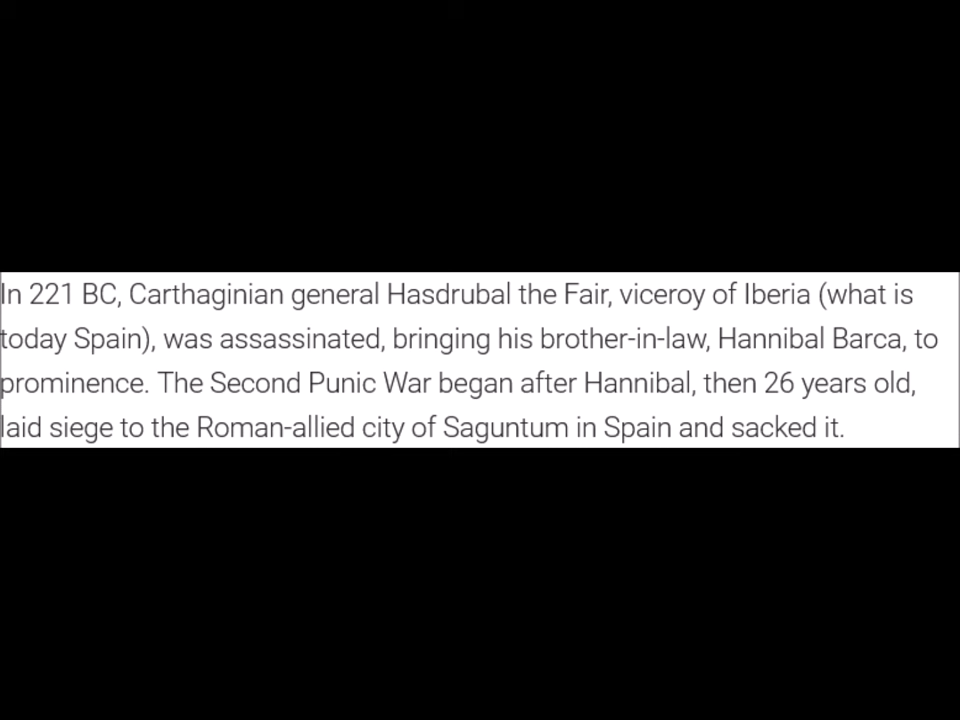 In 221 BC, Carthaginian general Hasdrubal the Fair, viceroy of Iberia (what is
today Spain), was assassinated, bringing his brother-in-law, Hannibal Barca, to
prominence. The Second Punic War began after Hannibal, then 26 years old,
laid siege to the Roman-allied city of Saguntum in Spain and sacked it.